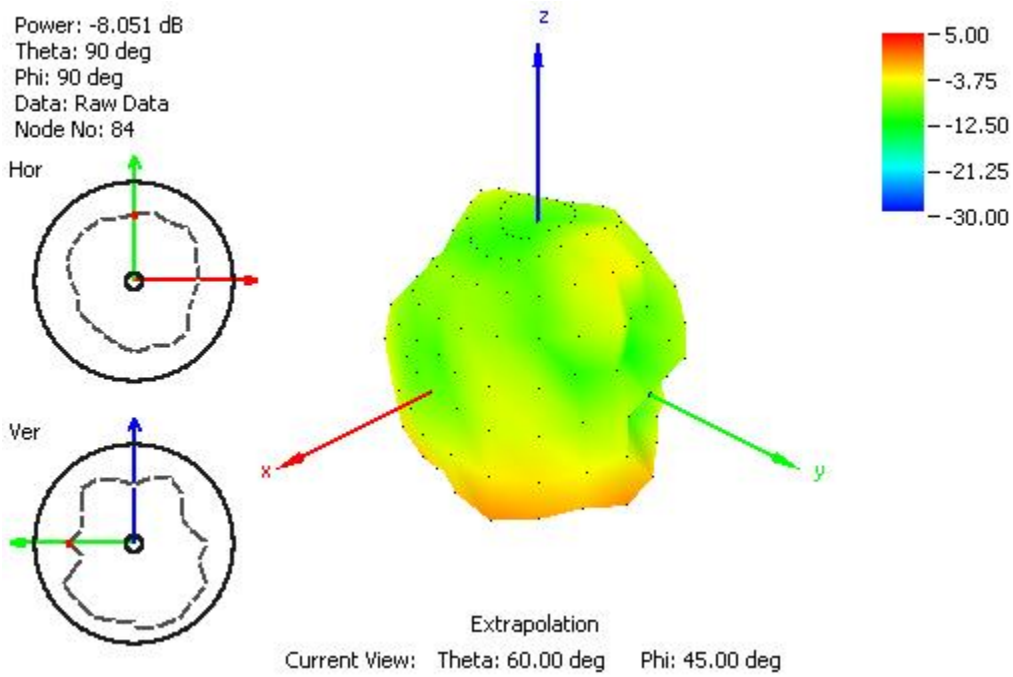 Power: -8.051 dB
Theta: 90 deg
Phi: 90 deg
Data: Raw Data
Node No: 84
Hor
Ver
z
x
y
5.00
-3.75
-12.50
-21.25
-30.00
Extrapolation
Current View: Theta: 60.00 deg Phi: 45.00 deg